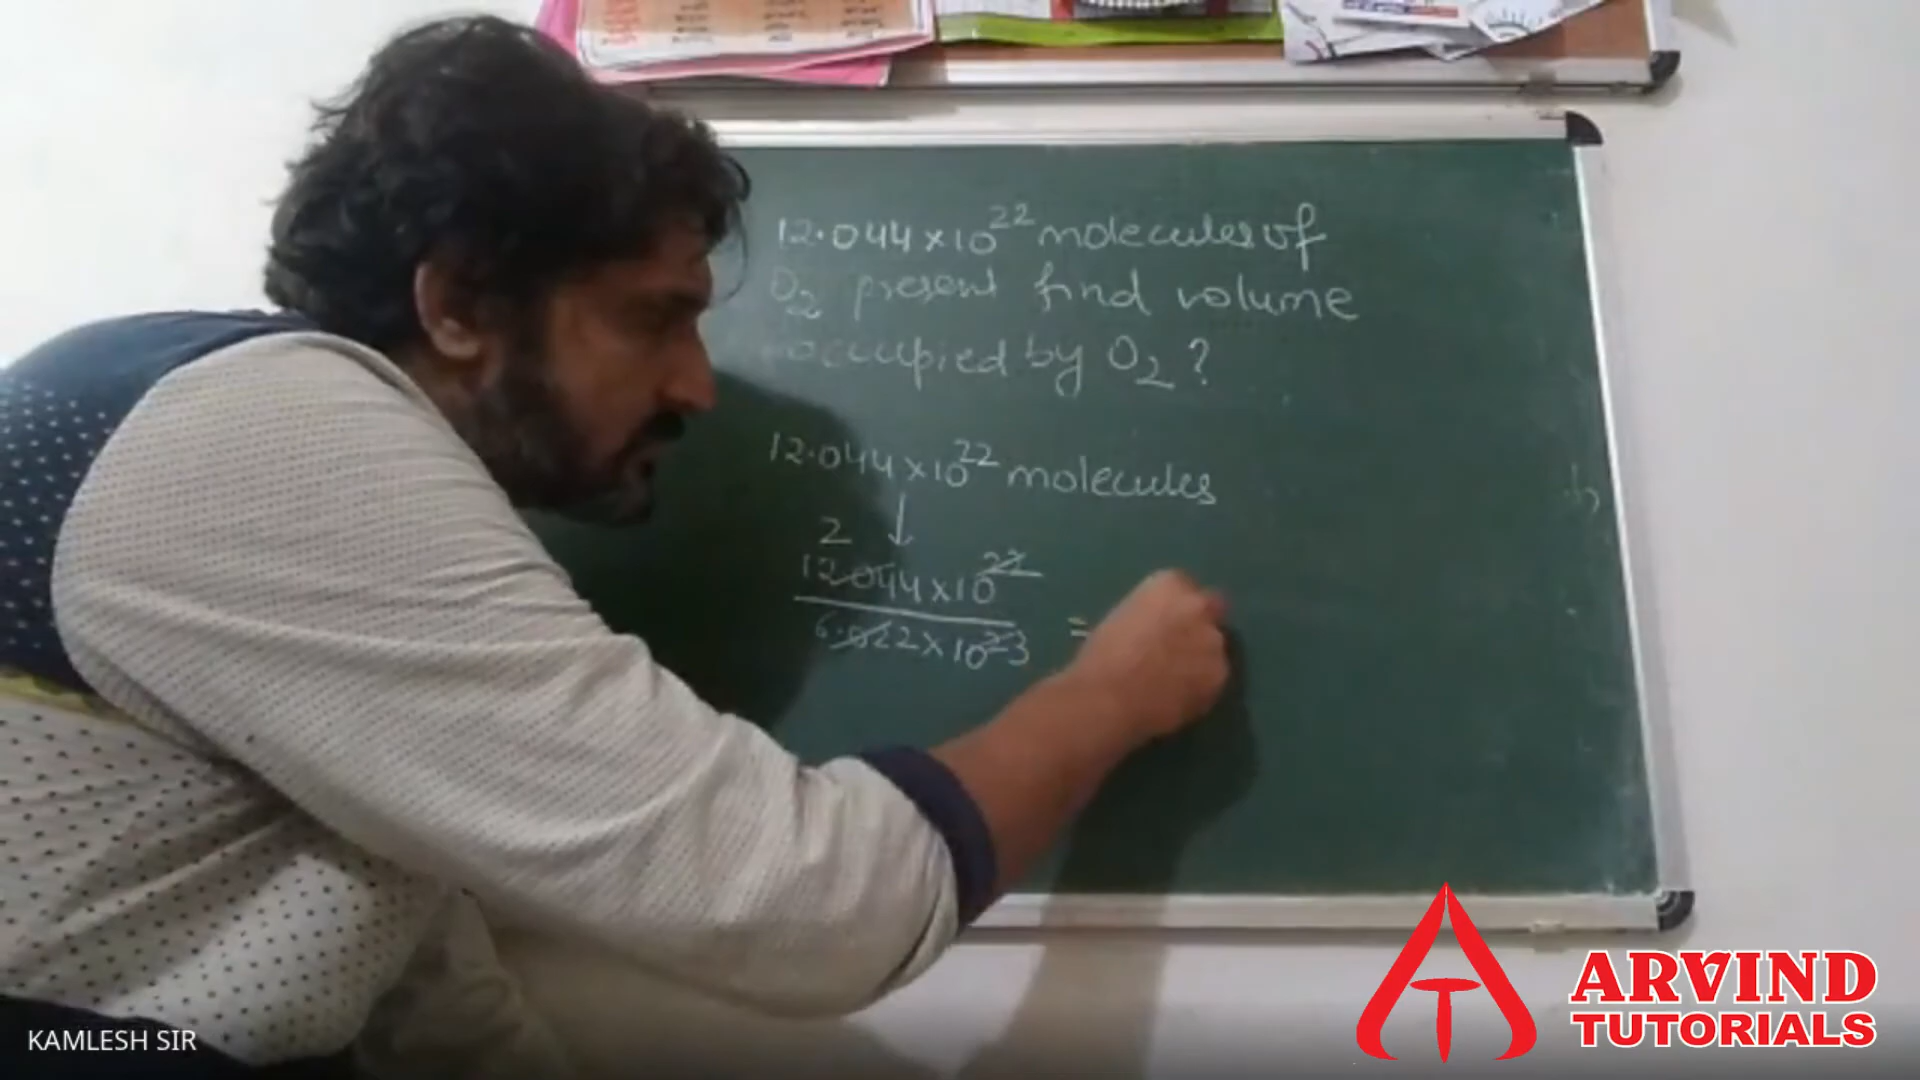 12.044 x 10²² molecules of
O₂ present find volume
occupied by O₂ ?
12.044 x 10²² molecules
↓
2
12.044 x 10²²
6.022 x 10²³
=
KAMLESH SIR
ARVIND
TUTORIALS